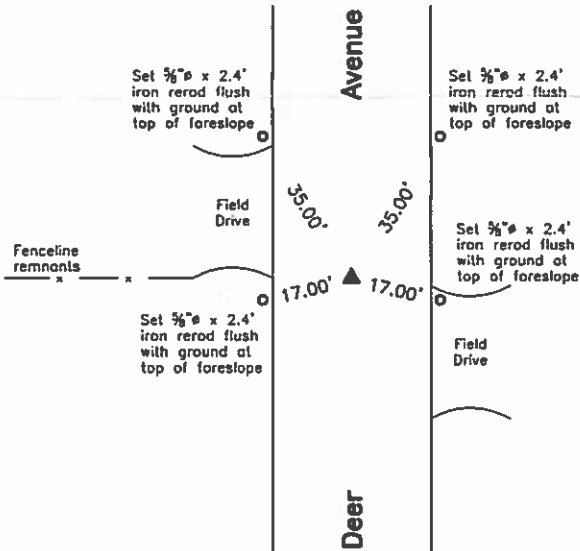 Avenue
Set ⅝"ø x 2.4'
iron rerod flush
with ground at
top of foreslope
Set ⅝"ø x 2.4'
iron rerod flush
with ground at
top of foreslope
Field
Drive
35.00'
35.00'
Fenceline
remnants
17.00'
17.00'
Set ⅝"ø x 2.4'
iron rerod flush
with ground at
top of foreslope
Set ⅝"ø x 2.4'
iron rerod flush
with ground at
top of foreslope
Field
Drive
Deer